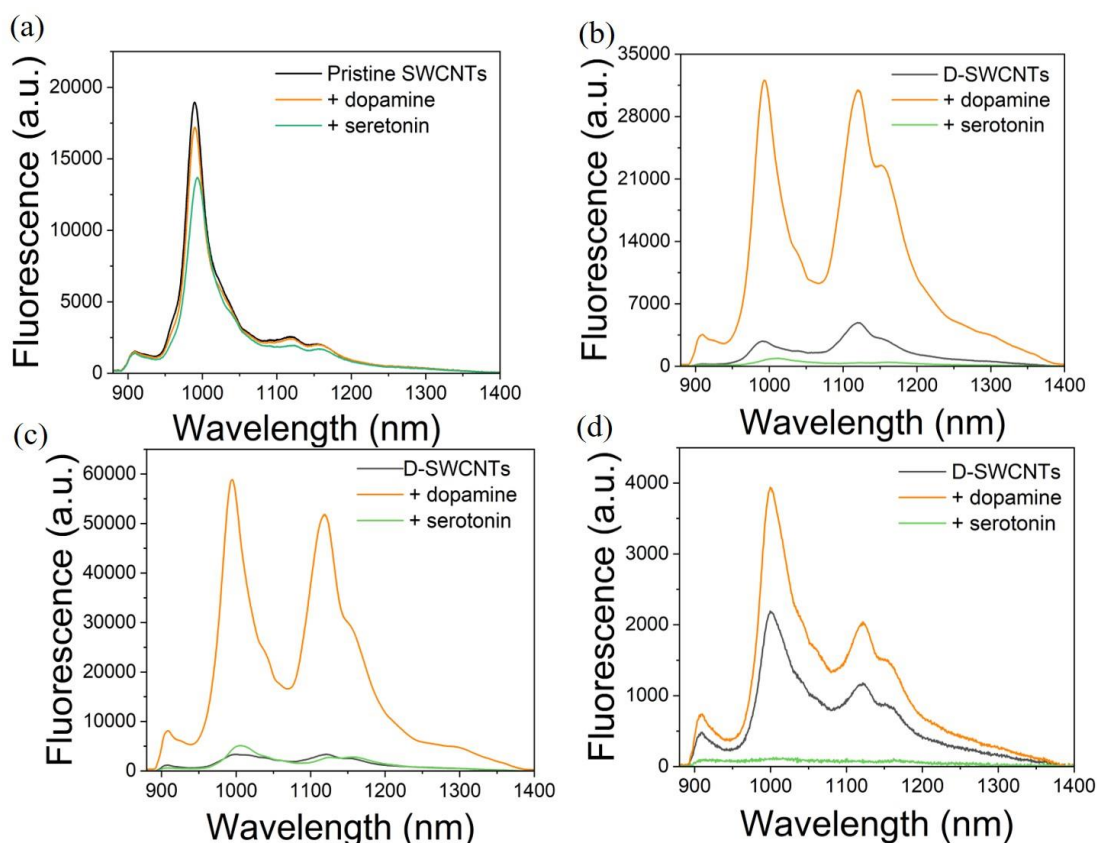 (a)
Fluorescence (a.u.)
20000
15000
10000
5000
0
Pristine SWCNTs
+ dopamine
+ seretonin
900 1000 1100 1200 1300 1400
Wavelength (nm)
(b)
Fluorescence (a.u.)
35000
28000
21000
14000
7000
0
D-SWCNTs
+ dopamine
+ serotonin
900 1000 1100 1200 1300 1400
Wavelength (nm)
(c)
Fluorescence (a.u.)
60000
50000
40000
30000
20000
10000
0
D-SWCNTs
+ dopamine
+ serotonin
900 1000 1100 1200 1300 1400
Wavelength (nm)
(d)
Fluorescence (a.u.)
4000
3000
2000
1000
0
D-SWCNTs
+ dopamine
+ serotonin
900 1000 1100 1200 1300 1400
Wavelength (nm)